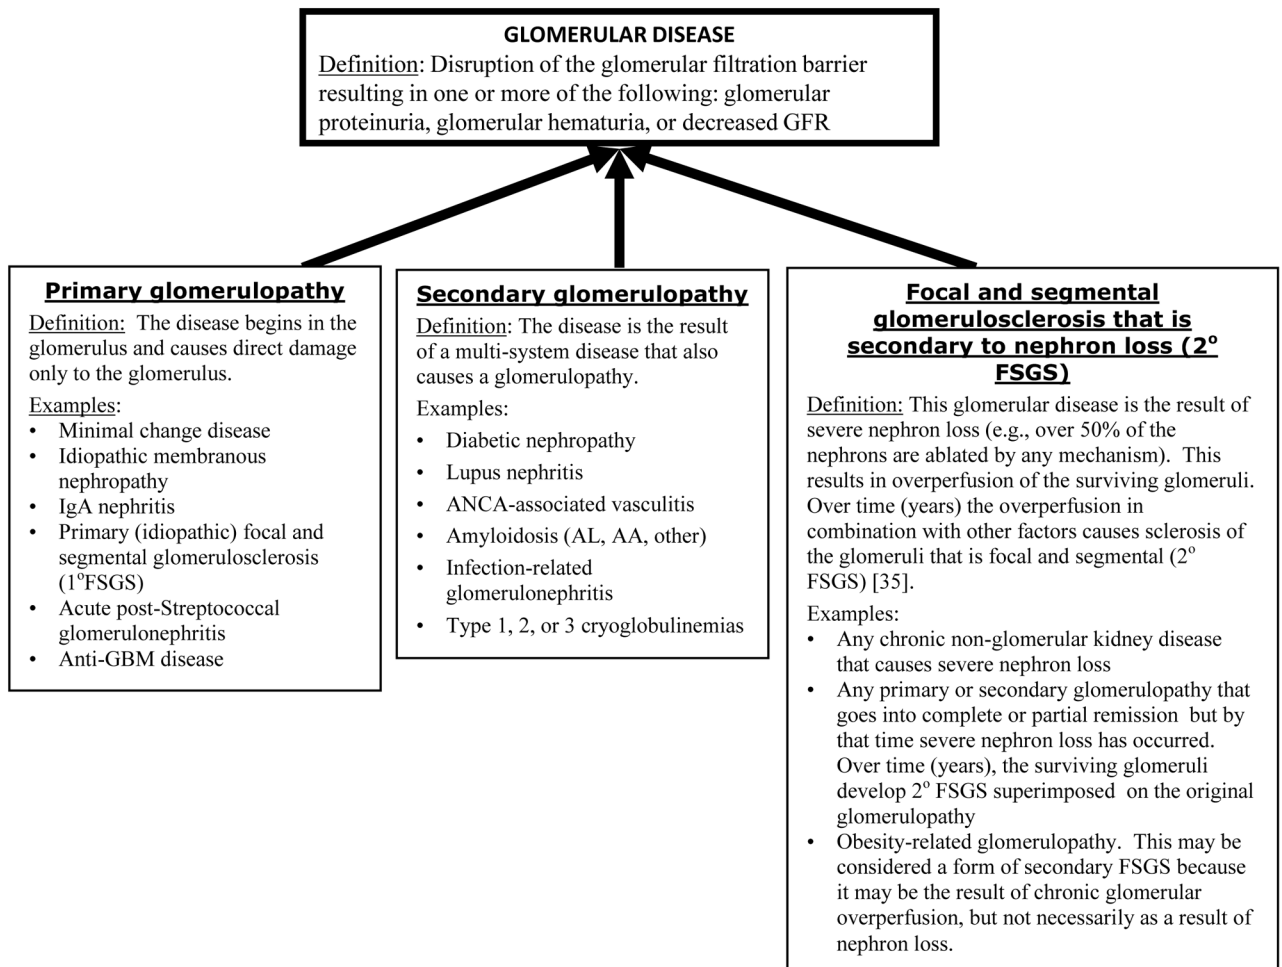 GLOMERULAR DISEASE
Definition: Disruption of the glomerular filtration barrier
resulting in one or more of the following: glomerular
proteinuria, glomerular hematuria, or decreased GFR
Primary glomerulopathy
Definition: The disease begins in the
glomerulus and causes direct damage
only to the glomerulus.
Examples:
• Minimal change disease
• Idiopathic membranous
nephropathy
• IgA nephritis
• Primary (idiopathic) focal and
segmental glomerulosclerosis
(1°FSGS)
• Acute post-Streptococcal
glomerulonephritis
• Anti-GBM disease
Secondary glomerulopathy
Definition: The disease is the result
of a multi-system disease that also
causes a glomerulopathy.
Examples:
• Diabetic nephropathy
• Lupus nephritis
• ANCA-associated vasculitis
• Amyloidosis (AL, AA, other)
• Infection-related
glomerulonephritis
• Type 1, 2, or 3 cryoglobulinemias
Focal and segmental
glomerulosclerosis that is
secondary to nephron loss (2°
FSGS)
Definition: This glomerular disease is the result of
severe nephron loss (e.g., over 50% of the
nephrons are ablated by any mechanism). This
results in overperfusion of the surviving glomeruli.
Over time (years) the overperfusion in
combination with other factors causes sclerosis of
the glomeruli that is focal and segmental (2°
FSGS) [35].
Examples:
• Any chronic non-glomerular kidney disease
that causes severe nephron loss
• Any primary or secondary glomerulopathy that
goes into complete or partial remission but by
that time severe nephron loss has occurred.
Over time (years), the surviving glomeruli
develop 2° FSGS superimposed on the original
glomerulopathy
• Obesity-related glomerulopathy. This may be
considered a form of secondary FSGS because
it may be the result of chronic glomerular
overperfusion, but not necessarily as a result of
nephron loss.